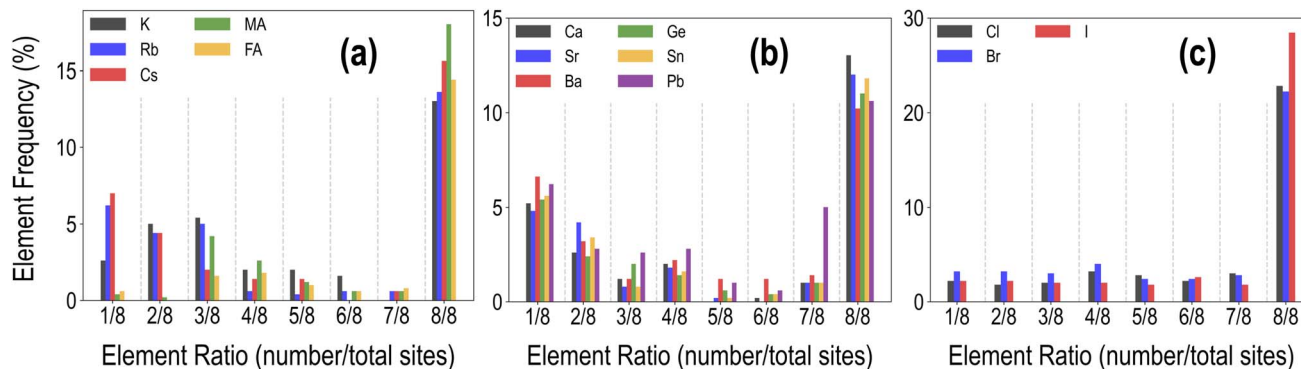 Element Frequency (%)
15
10
5
0
K
Rb
Cs
MA
FA
(a)
1/8 2/8 3/8 4/8 5/8 6/8 7/8 8/8
Element Ratio (number/total sites)
15
10
5
0
Ca
Sr
Ba
Ge
Sn
Pb
(b)
1/8 2/8 3/8 4/8 5/8 6/8 7/8 8/8
Element Ratio (number/total sites)
30
20
10
0
Cl
Br
I
(c)
1/8 2/8 3/8 4/8 5/8 6/8 7/8 8/8
Element Ratio (number/total sites)